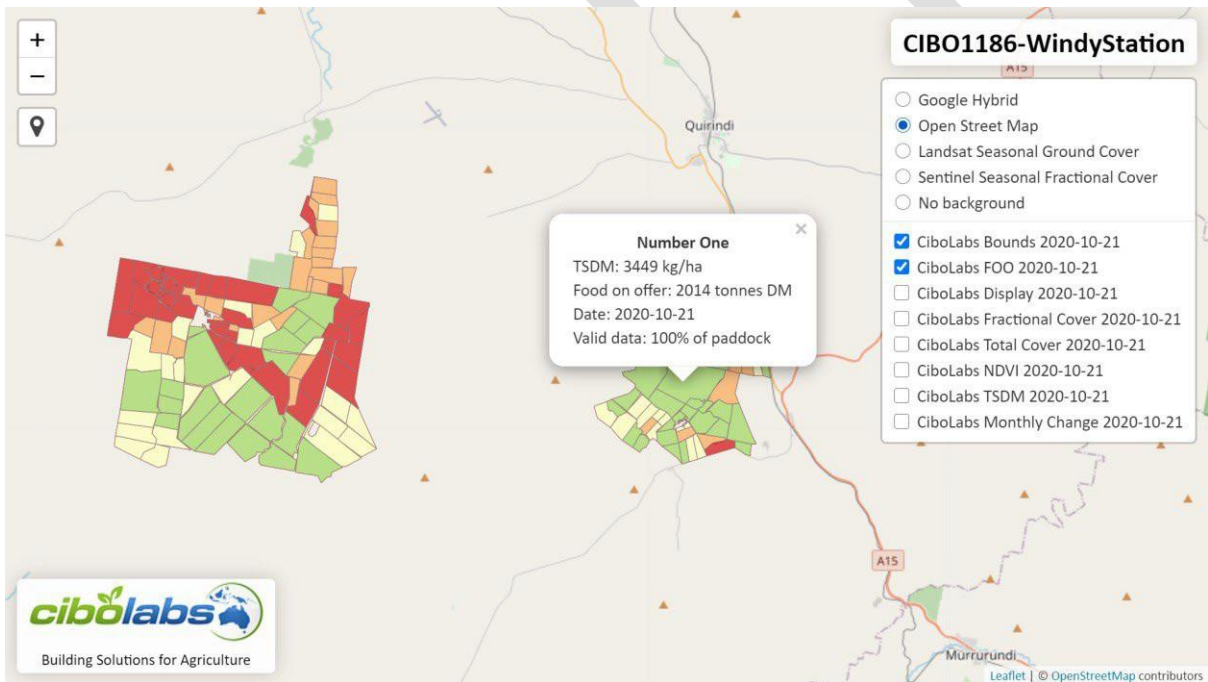 +
−
CIBO1186-WindyStation
A15
Google Hybrid
Open Street Map
Landsat Seasonal Ground Cover
Sentinel Seasonal Fractional Cover
No background
CiboLabs Bounds 2020-10-21
CiboLabs FOO 2020-10-21
CiboLabs Display 2020-10-21
CiboLabs Fractional Cover 2020-10-21
CiboLabs Total Cover 2020-10-21
CiboLabs NDVI 2020-10-21
CiboLabs TSDM 2020-10-21
CiboLabs Monthly Change 2020-10-21
Quirindi
×
Number One
TSDM: 3449 kg/ha
Food on offer: 2014 tonnes DM
Date: 2020-10-21
Valid data: 100% of paddock
A15
Murrurundi
cibolabs
Building Solutions for Agriculture
Leaflet | © OpenStreetMap contributors